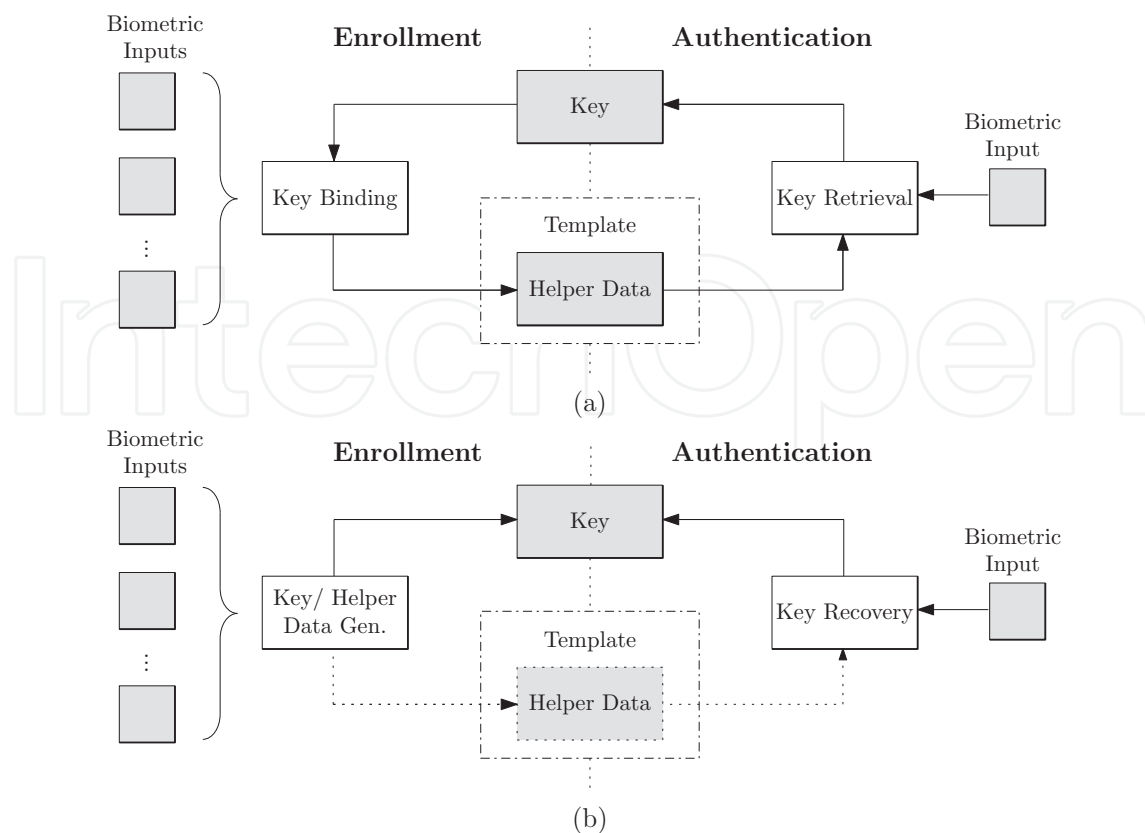 Biometric
Inputs
Enrollment
Authentication
Key
Biometric
Input
Key Binding
Key Retrieval
Template
...
Helper Data
IntechOpen
(a)
Biometric
Inputs
Enrollment
Authentication
Key
Biometric
Input
Key/ Helper
Data Gen.
Key Recovery
Template
...
Helper Data
(b)